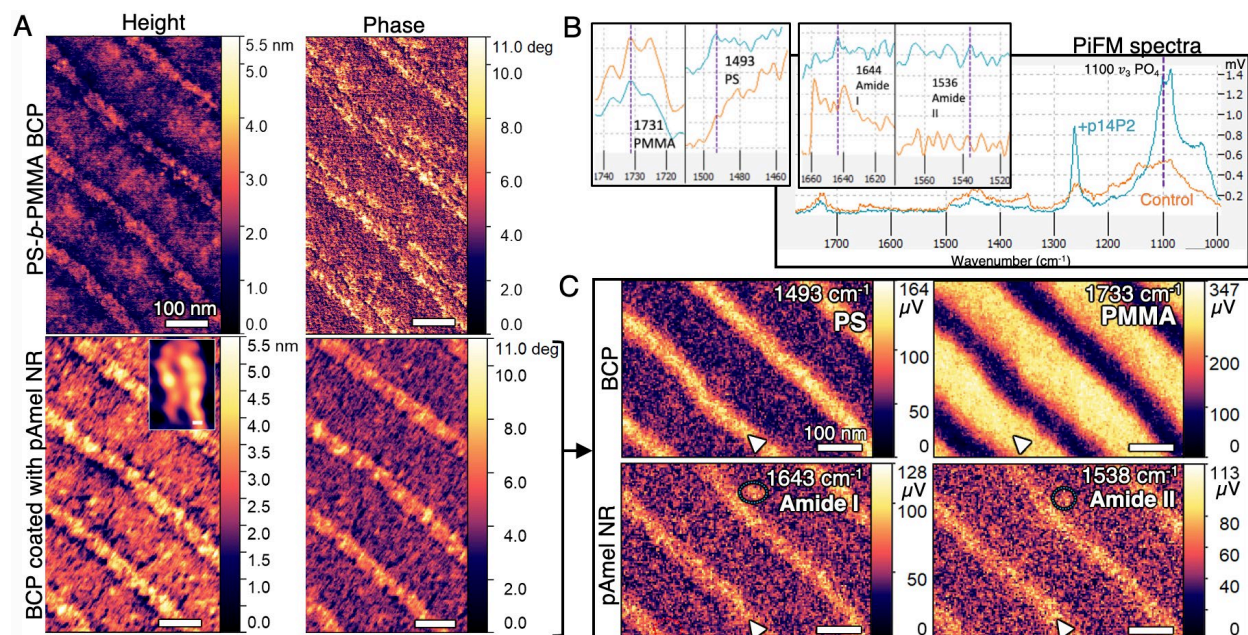 A
Height
Phase
PS-b-PMMA BCP
5.5 nm
5.0
4.0
3.0
2.0
1.0
0.0
100 nm
11.0 deg
10.0
8.0
6.0
4.0
2.0
0.0
BCP coated with pAmel NR
5.5 nm
5.0
4.5
4.0
3.5
3.0
2.5
2.0
1.5
1.0
0.0
11.0 deg
10.0
8.0
6.0
4.0
2.0
0.0
B
1731
PMMA
1740 1730 1720
1493
PS
1500 1480 1460
1644
Amide
I
1660 1640 1620
1536
Amide
II
1560 1540 1520
PiFM spectra
1100 ν3 PO4
mV
1.4
1.2
1.0
0.8
0.6
0.4
0.2
+p14P2
Control
1700 1600 1500 1400 1300 1200 1100 1000
Wavenumber (cm-1)
C
BCP
1493 cm-1
PS
100 nm
164
µV
100
50
0
1733 cm-1
PMMA
347
µV
200
100
0
pAmel NR
1643 cm-1
Amide I
128
µV
100
50
0
1538 cm-1
Amide II
113
µV
80
60
40
0